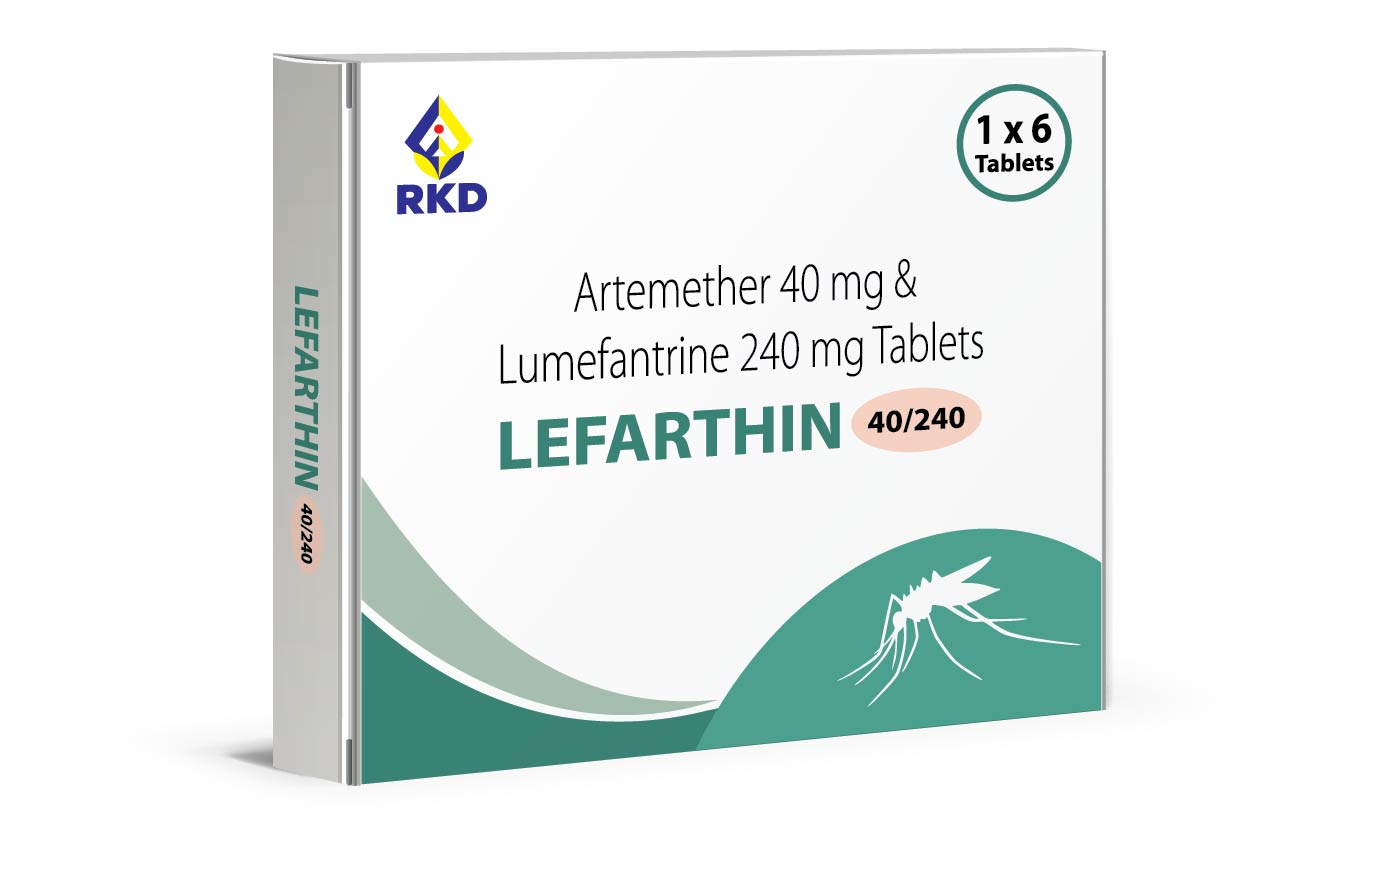 RKD
1 x 6
Tablets
Artemether 40 mg &
Lumefantrine 240 mg Tablets
LEFARTHIN 40/240
LEFARTHIN 40/240